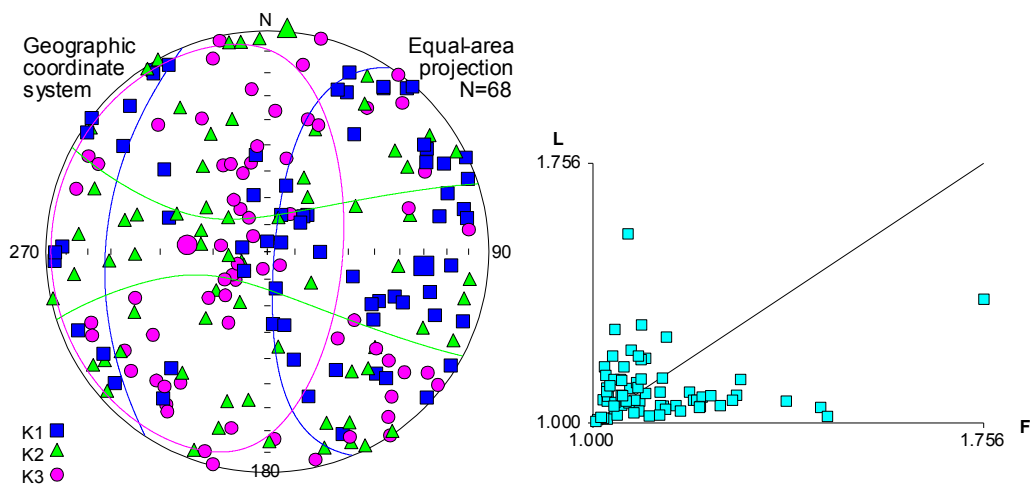 N
Geographic
coordinate
system
Equal-area
projection
N=68
270
90
180
K1
K2
K3
L
1.756
1.000
1.000
1.756
F